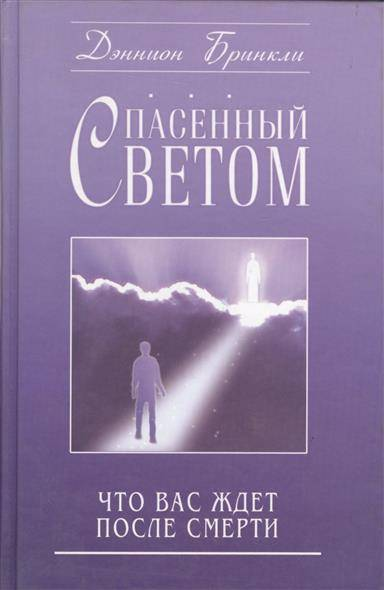 Дэннион Бринкли
СПАСЕННЫЙ
СВЕТОМ
ЧТО ВАС ЖДЕТ
ПОСЛЕ СМЕРТИ